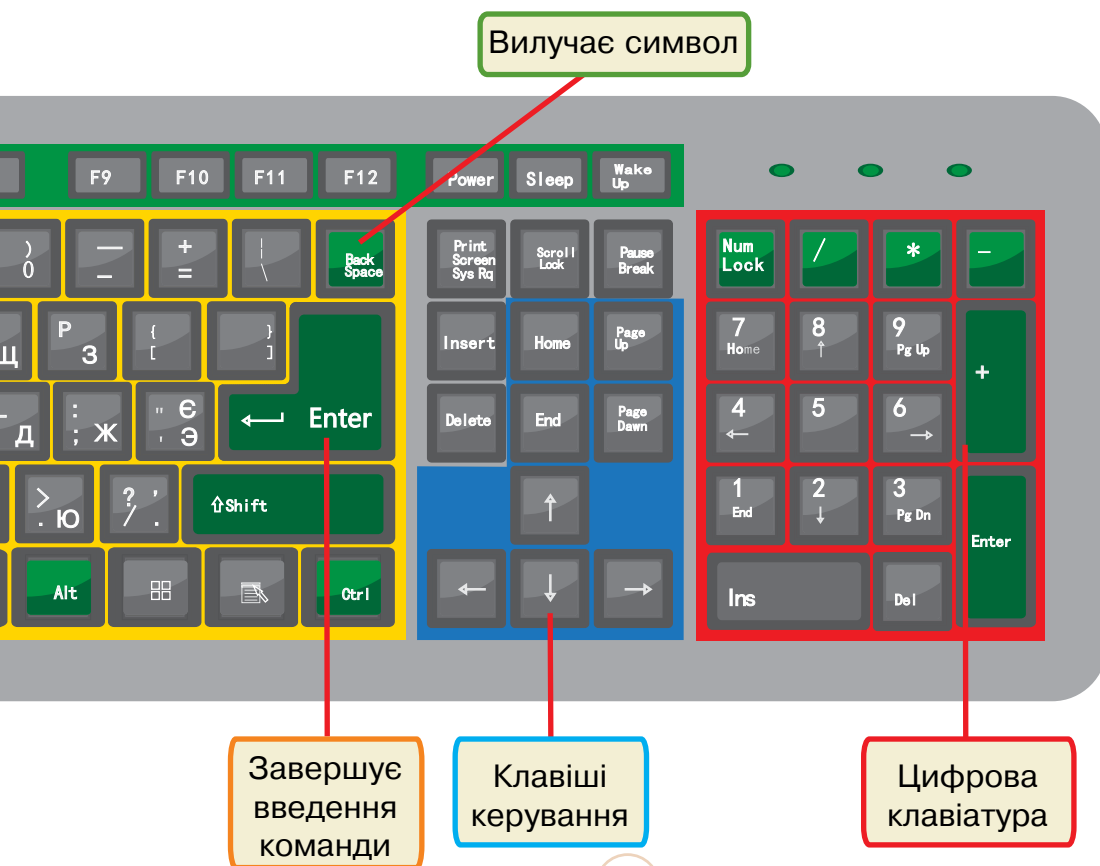 Вилучає символ
F9 F10 F11 F12 Power Sleep Wake Up
) 0 — _ + = ¦ \ Back Space
Print Screen Sys Rq
Scroll Lock
Pause Break
Num Lock / * −
Щ
P З { [ } ]
Insert Home Page Up
7 Home 8 ↑ 9 Pg Up +
Д : ; Ж " ' Є Э ← Enter
Delete End Page Dawn
4 ← 5 6 →
> . Ю ? / ' . ⇧Shift
↑
1 End 2 ↓ 3 Pg Dn Enter
Alt Ctrl
← ↓ →
Ins Del
Завершує
введення
команди
Клавіші
керування
Цифрова
клавіатура